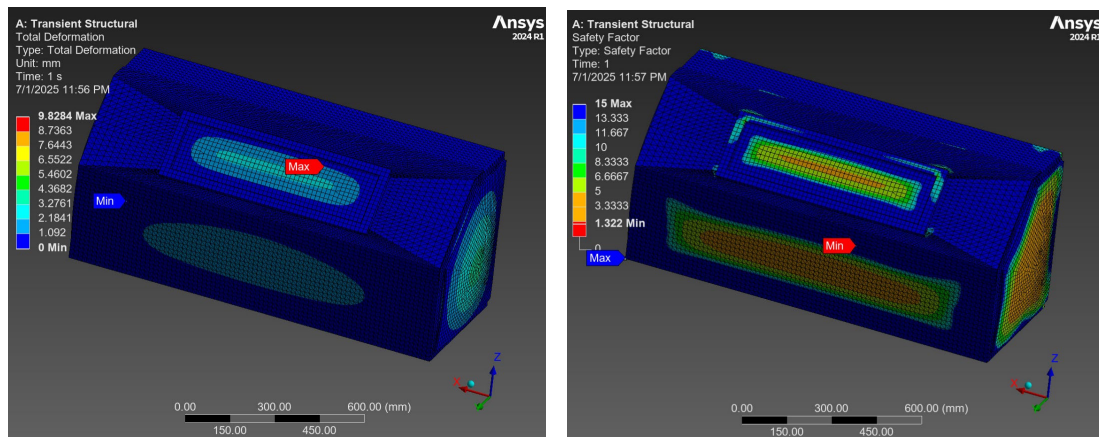 A: Transient Structural
Total Deformation
Type: Total Deformation
Unit: mm
Time: 1 s
7/1/2025 11:56 PM
9.8284 Max
8.7363
7.6443
6.5522
5.4602
4.3682
3.2761
2.1841
1.092
0 Min
Ansys
2024 R1
Max
Min
Z
X
0.00
300.00
600.00 (mm)
150.00
450.00
A: Transient Structural
Safety Factor
Type: Safety Factor
Time: 1
7/1/2025 11:57 PM
15 Max
13.333
11.667
10
8.3333
6.6667
5
3.3333
1.322 Min
0
Ansys
2024 R1
Min
Max
Z
X
0.00
300.00
600.00 (mm)
150.00
450.00